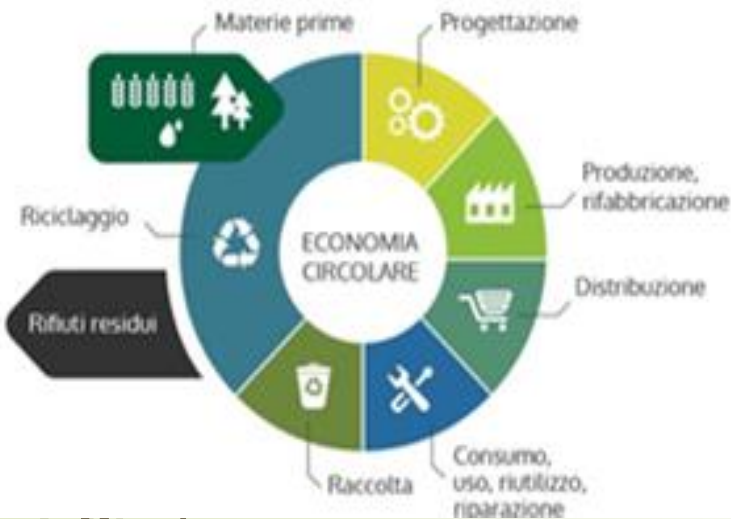 Materie prime
Progettazione
Produzione,
rifabbricazione
Riciclaggio
ECONOMIA
CIRCOLARE
Distribuzione
Rifiuti residui
Raccolta
Consumo,
uso, riutilizzo,
riparazione